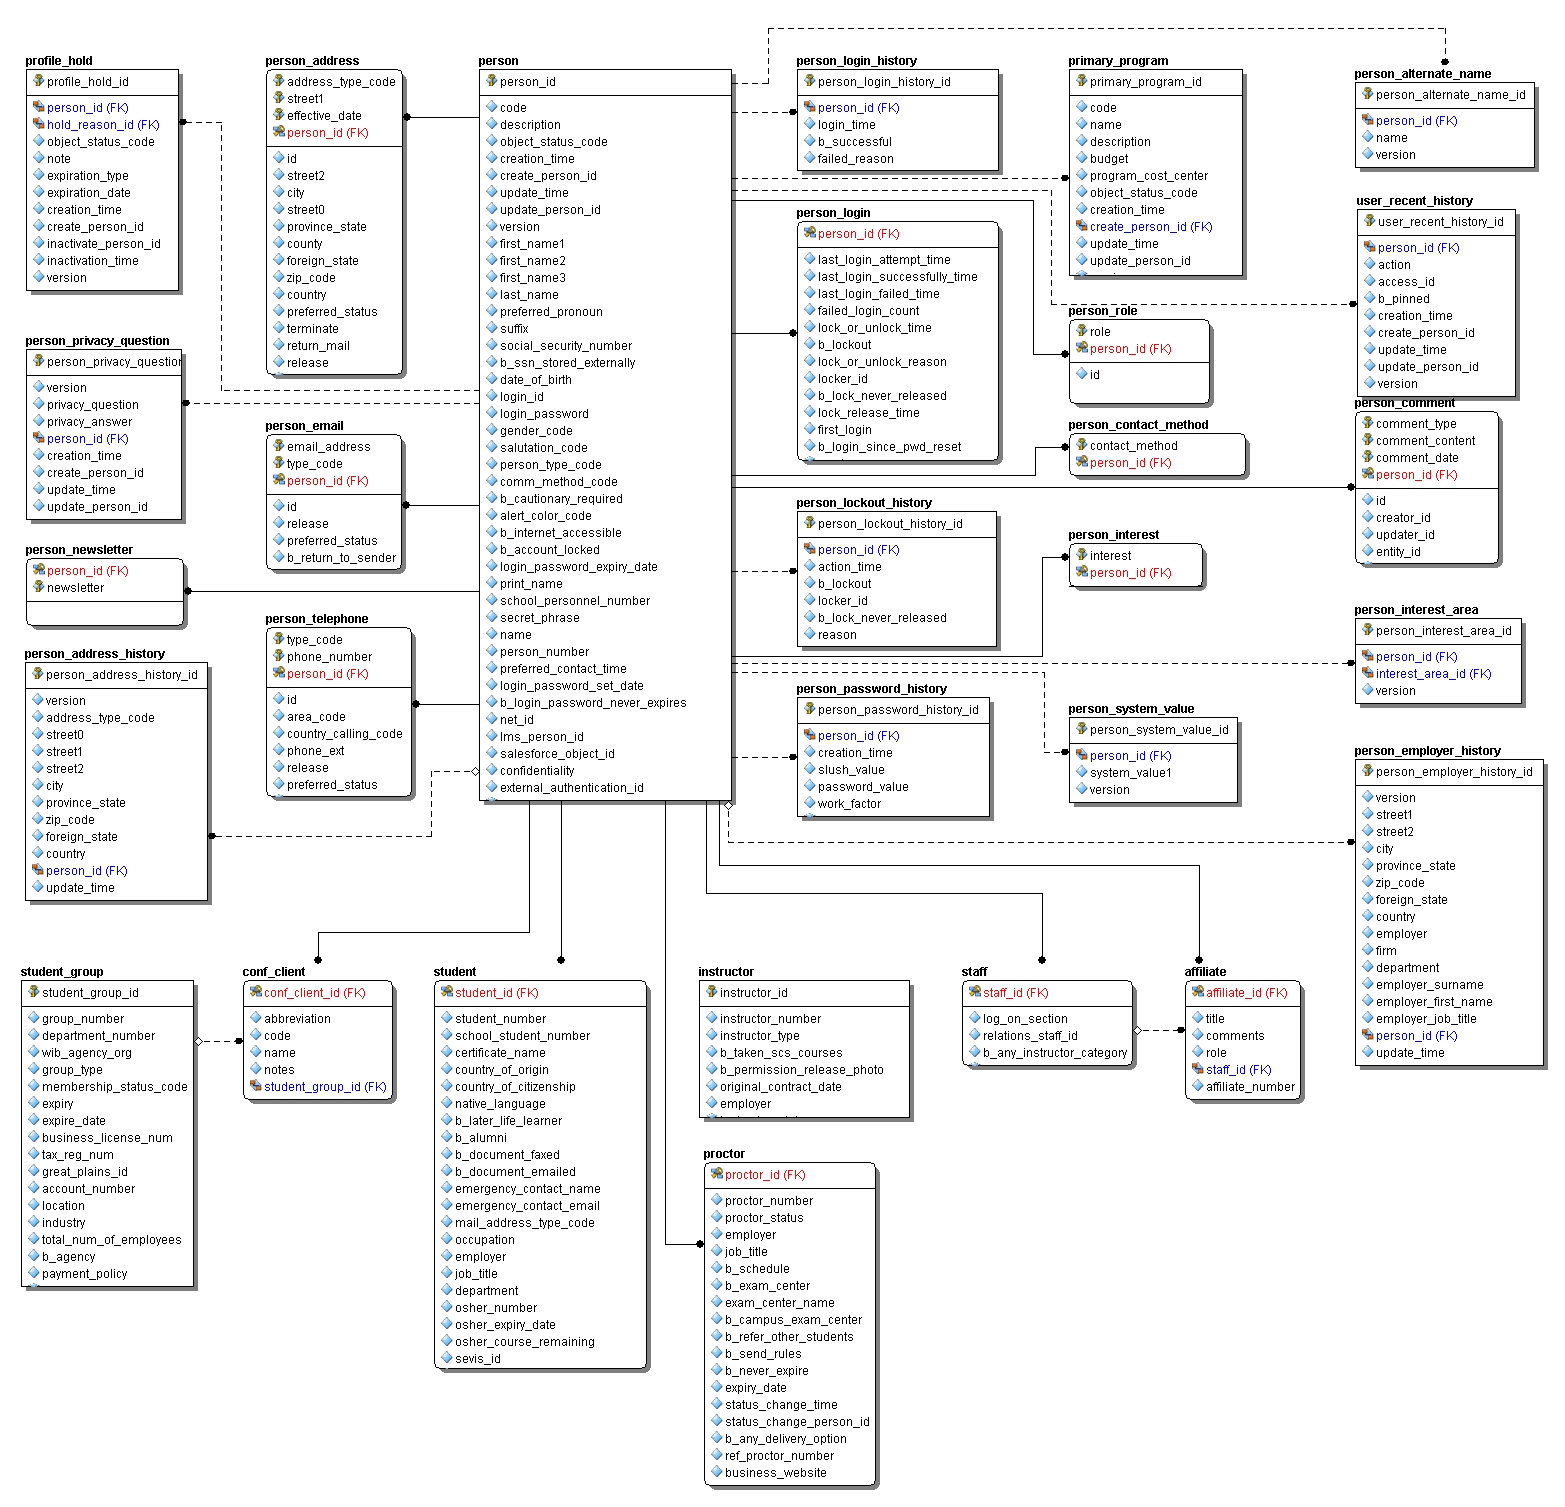 profile_hold
profile_hold_id
person_id (FK)
hold_reason_id (FK)
object_status_code
note
expiration_type
expiration_date
creation_time
create_person_id
inactivate_person_id
inactivation_time
version
person_privacy_question
person_privacy_question
version
privacy_question
privacy_answer
person_id (FK)
creation_time
create_person_id
update_time
update_person_id
person_newsletter
person_id (FK)
newsletter
person_address_history
person_address_history_id
version
address_type_code
street0
street1
street2
city
province_state
zip_code
foreign_state
country
person_id (FK)
update_time
person_address
address_type_code
street1
effective_date
person_id (FK)
id
street2
city
street0
province_state
county
foreign_state
zip_code
country
preferred_status
terminate
return_mail
release
person_email
email_address
type_code
person_id (FK)
id
release
preferred_status
b_return_to_sender
person_telephone
type_code
phone_number
person_id (FK)
id
area_code
country_calling_code
phone_ext
release
preferred_status
person
person_id
code
description
object_status_code
creation_time
create_person_id
update_time
update_person_id
version
first_name1
first_name2
first_name3
last_name
preferred_pronoun
suffix
social_security_number
b_ssn_stored_externally
date_of_birth
login_id
login_password
gender_code
salutation_code
person_type_code
comm_method_code
b_cautionary_required
alert_color_code
b_internet_accessible
b_account_locked
login_password_expiry_date
print_name
school_personnel_number
secret_phrase
name
person_number
preferred_contact_time
login_password_set_date
b_login_password_never_expires
net_id
lms_person_id
salesforce_object_id
confidentiality
external_authentication_id
person_login_history
person_login_history_id
person_id (FK)
login_time
b_successful
failed_reason
person_login
person_id (FK)
last_login_attempt_time
last_login_successfully_time
last_login_failed_time
failed_login_count
lock_or_unlock_time
b_lockout
lock_or_unlock_reason
locker_id
b_lock_never_released
lock_release_time
first_login
b_login_since_pwd_reset
person_lockout_history
person_lockout_history_id
person_id (FK)
action_time
b_lockout
locker_id
b_lock_never_released
reason
person_password_history
person_password_history_id
person_id (FK)
creation_time
slush_value
password_value
work_factor
primary_program
primary_program_id
code
name
description
budget
program_cost_center
object_status_code
creation_time
create_person_id (FK)
update_time
update_person_id
person_role
role
person_id (FK)
id
person_contact_method
contact_method
person_id (FK)
person_interest
interest
person_id (FK)
person_system_value
person_system_value_id
person_id (FK)
system_value1
version
person_alternate_name
person_alternate_name_id
person_id (FK)
name
version
user_recent_history
user_recent_history_id
person_id (FK)
action
access_id
b_pinned
creation_time
create_person_id
update_time
update_person_id
version
person_comment
comment_type
comment_content
comment_date
person_id (FK)
id
creator_id
updater_id
entity_id
person_interest_area
person_interest_area_id
person_id (FK)
interest_area_id (FK)
version
person_employer_history
person_employer_history_id
version
street1
street2
city
province_state
zip_code
foreign_state
country
employer
firm
department
employer_surname
employer_first_name
employer_job_title
person_id (FK)
update_time
student_group
student_group_id
group_number
department_number
wib_agency_org
group_type
membership_status_code
expiry
expire_date
business_license_num
tax_reg_num
great_plains_id
account_number
location
industry
total_num_of_employees
b_agency
payment_policy
conf_client
conf_client_id (FK)
abbreviation
code
name
notes
student_group_id (FK)
student
student_id (FK)
student_number
school_student_number
certificate_name
country_of_origin
country_of_citizenship
native_language
b_later_life_learner
b_alumni
b_document_faxed
b_document_emailed
emergency_contact_name
emergency_contact_email
mail_address_type_code
occupation
employer
job_title
department
osher_number
osher_expiry_date
osher_course_remaining
sevis_id
instructor
instructor_id
instructor_number
instructor_type
b_taken_scs_courses
b_permission_release_photo
original_contract_date
employer
proctor
proctor_id (FK)
proctor_number
proctor_status
employer
job_title
b_schedule
b_exam_center
exam_center_name
b_campus_exam_center
b_refer_other_students
b_send_rules
b_never_expire
expiry_date
status_change_time
status_change_person_id
b_any_delivery_option
ref_proctor_number
business_website
staff
staff_id (FK)
log_on_section
relations_staff_id
b_any_instructor_category
affiliate
affiliate_id (FK)
title
comments
role
staff_id (FK)
affiliate_number